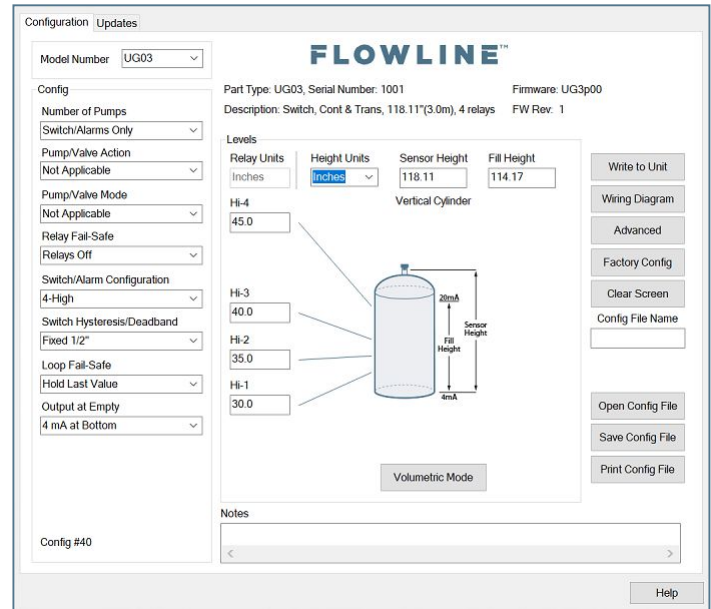 Configuration Updates
Model Number UG03
FLOWLINE™
Config
Part Type: UG03, Serial Number: 1001 Firmware: UG3p00
Description: Switch, Cont & Trans, 118.11"(3.0m), 4 relays FW Rev: 1
Number of Pumps
Switch/Alarms Only
Pump/Valve Action
Not Applicable
Pump/Valve Mode
Not Applicable
Relay Fail-Safe
Relays Off
Switch/Alarm Configuration
4-High
Switch Hysteresis/Deadband
Fixed 1/2"
Loop Fail-Safe
Hold Last Value
Output at Empty
4 mA at Bottom
Config #40
Levels
Relay Units Height Units Sensor Height Fill Height
Inches Inches 118.11 114.17
Hi-4 Vertical Cylinder
45.0
Hi-3
40.0
Hi-2
35.0
Hi-1
30.0
20mA
Sensor
Height
Fill
Height
4mA
Volumetric Mode
Notes
Write to Unit
Wiring Diagram
Advanced
Factory Config
Clear Screen
Config File Name
Open Config File
Save Config File
Print Config File
Help